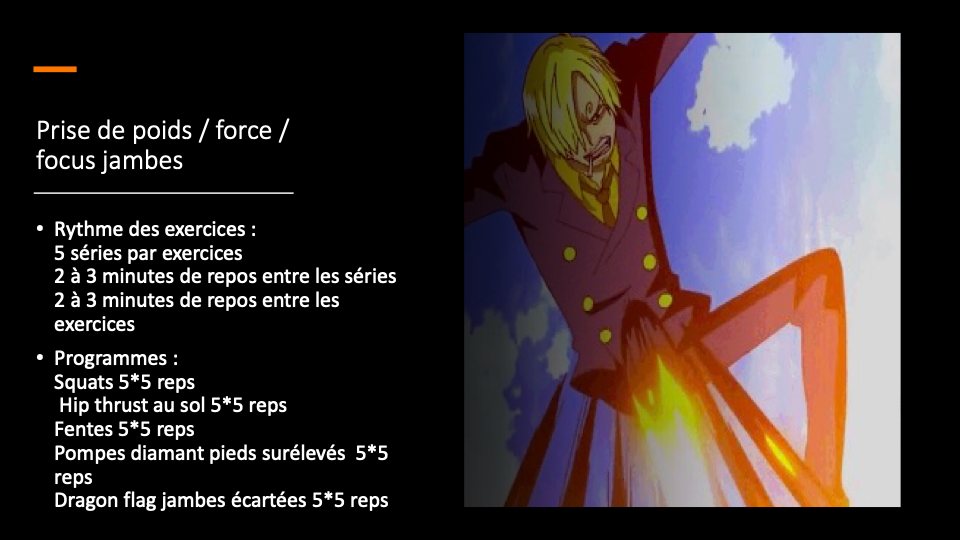 Prise de poids / force /
focus jambes
• Rythme des exercices :
5 séries par exercices
2 à 3 minutes de repos entre les séries
2 à 3 minutes de repos entre les
exercices
• Programmes :
Squats 5*5 reps
Hip thrust au sol 5*5 reps
Fentes 5*5 reps
Pompes diamant pieds surélevés 5*5
reps
Dragon flag jambes écartées 5*5 reps